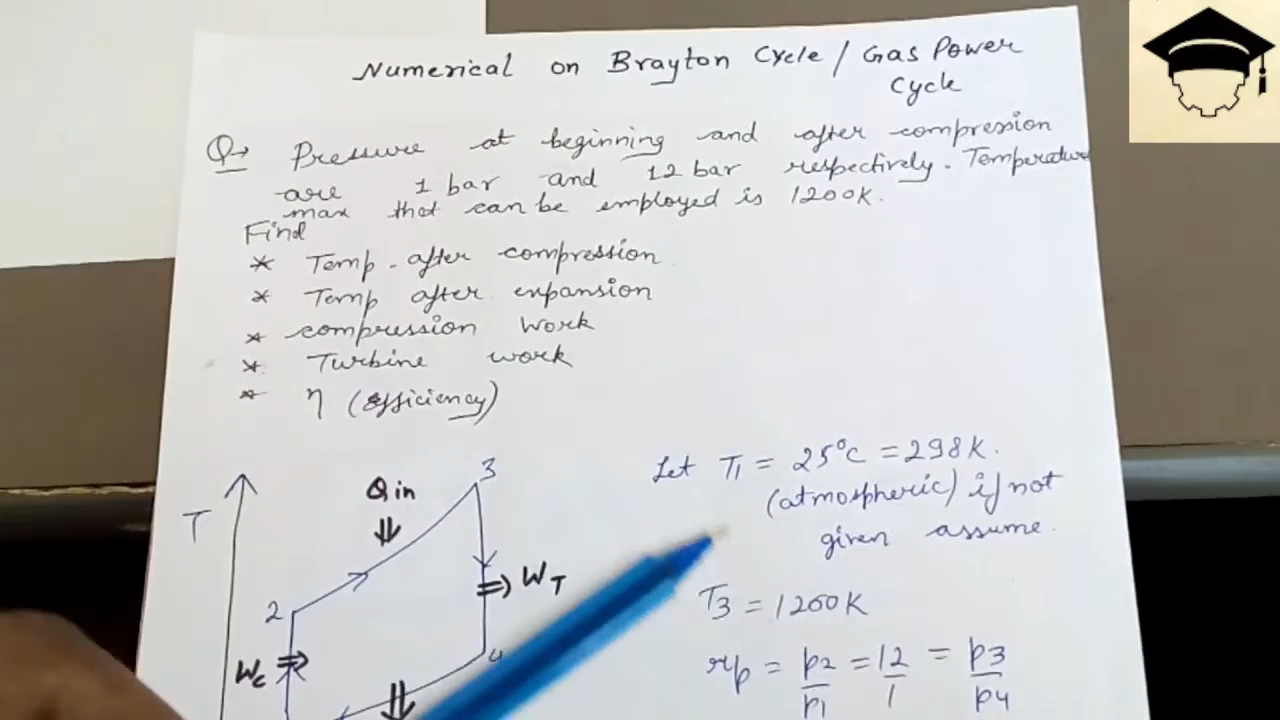 Numerical on Brayton Cycle / Gas Power
Cycle
Q→ Pressure at beginning and after compression
are 1 bar and 12 bar respectively. Temperature
max that can be employed is 1200K.
Find
* Temp. after compression
* Temp after expansion
* compression Work
* Turbine work
* η (efficiency)
Let T1 = 25°C = 298K.
(atmospheric) if not
given assume.
T3 = 1200K
rp = p2/p1 = 12/1 = p3/p4
T
Q in
3
2
WT
4
Wc